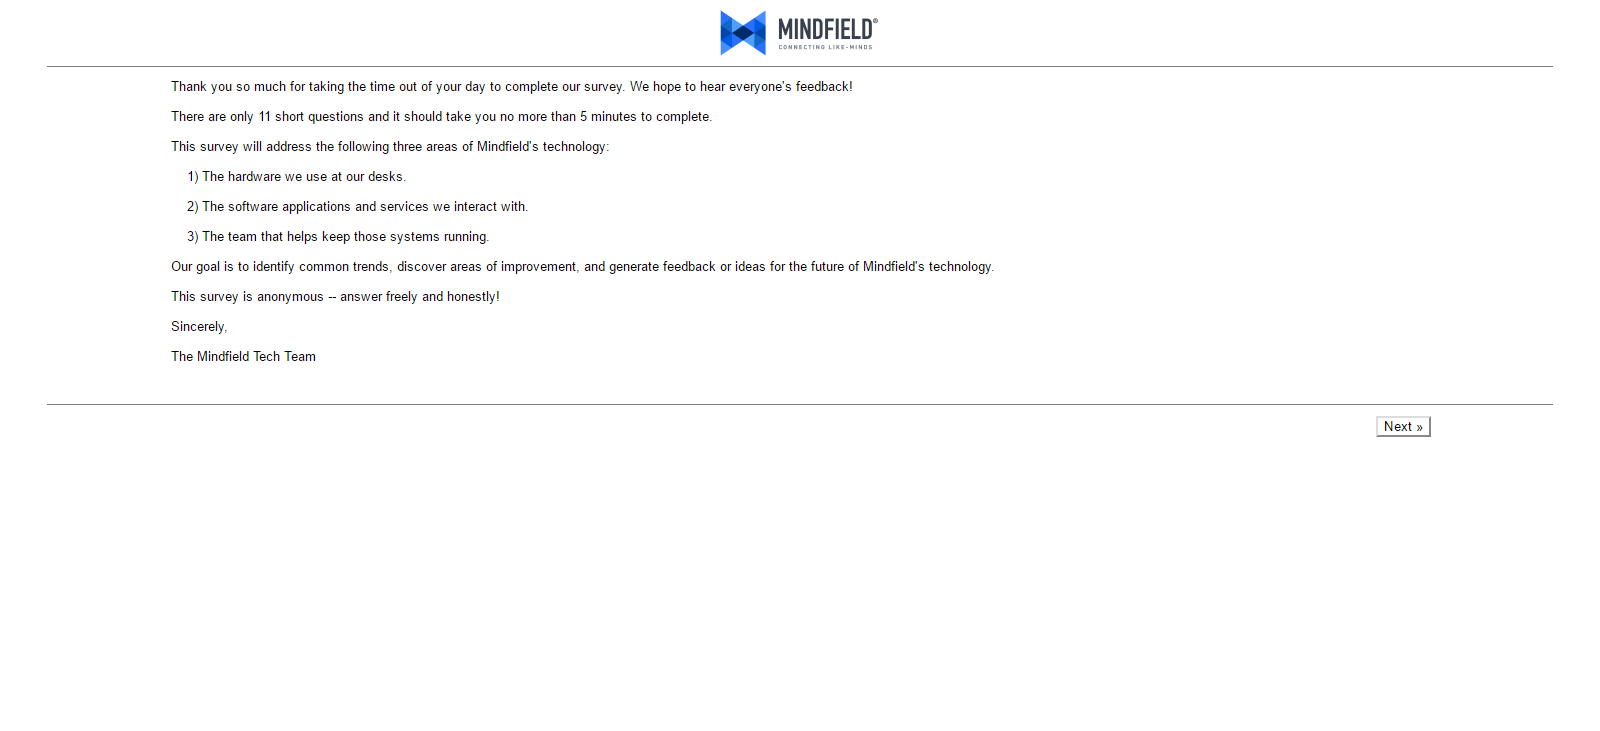 MINDFIELD®
CONNECTING LIKE-MINDS
Thank you so much for taking the time out of your day to complete our survey. We hope to hear everyone's feedback!
There are only 11 short questions and it should take you no more than 5 minutes to complete.
This survey will address the following three areas of Mindfield's technology:
1) The hardware we use at our desks.
2) The software applications and services we interact with.
3) The team that helps keep those systems running.
Our goal is to identify common trends, discover areas of improvement, and generate feedback or ideas for the future of Mindfield's technology.
This survey is anonymous -- answer freely and honestly!
Sincerely,
The Mindfield Tech Team
Next »